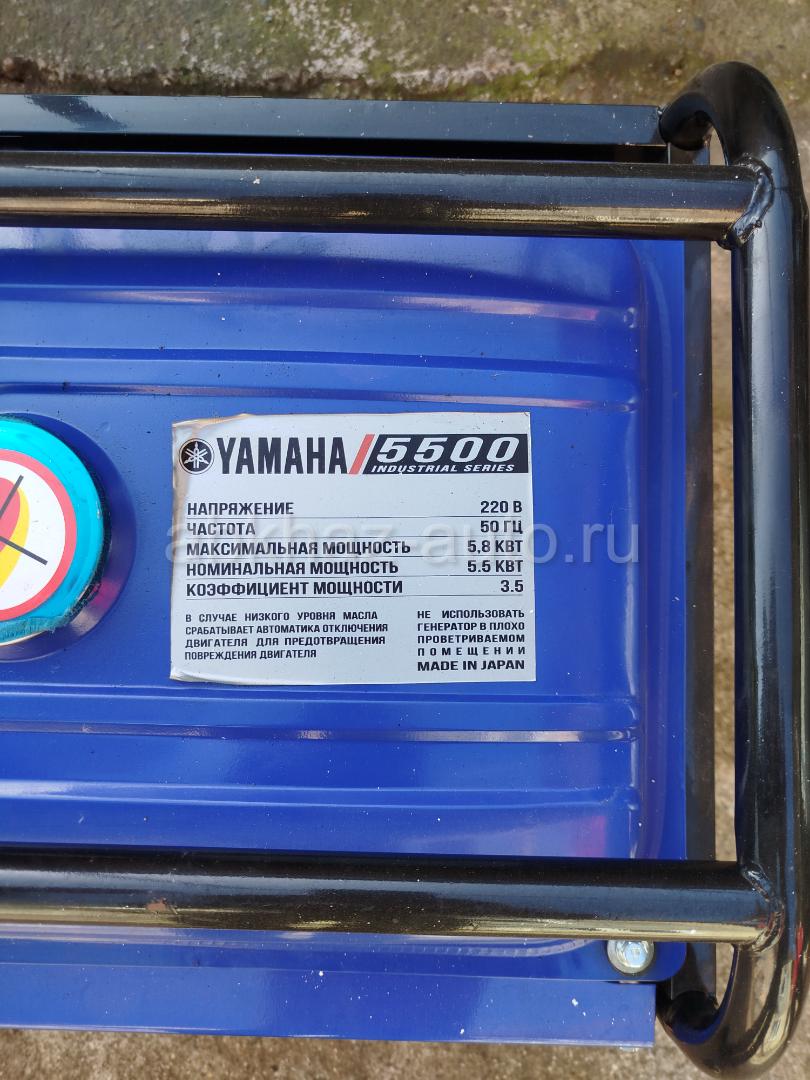 YAMAHA/5500
INDUSTRIAL SERIES
НАПРЯЖЕНИЕ 220 В
ЧАСТОТА 50 ГЦ
МАКСИМАЛЬНАЯ МОЩНОСТЬ 5,8 КВТ
НОМИНАЛЬНАЯ МОЩНОСТЬ 5.5 КВТ
КОЭФФИЦИЕНТ МОЩНОСТИ 3.5
В СЛУЧАЕ НИЗКОГО УРОВНЯ МАСЛА
СРАБАТЫВАЕТ АВТОМАТИКА ОТКЛЮЧЕНИЯ
ДВИГАТЕЛЯ ДЛЯ ПРЕДОТВРАЩЕНИЯ
ПОВРЕЖДЕНИЯ ДВИГАТЕЛЯ
НЕ ИСПОЛЬЗОВАТЬ
ГЕНЕРАТОР В ПЛОХО
ПРОВЕТРИВАЕМОМ
ПОМЕЩЕНИИ
MADE IN JAPAN
abkhaz-auto.ru